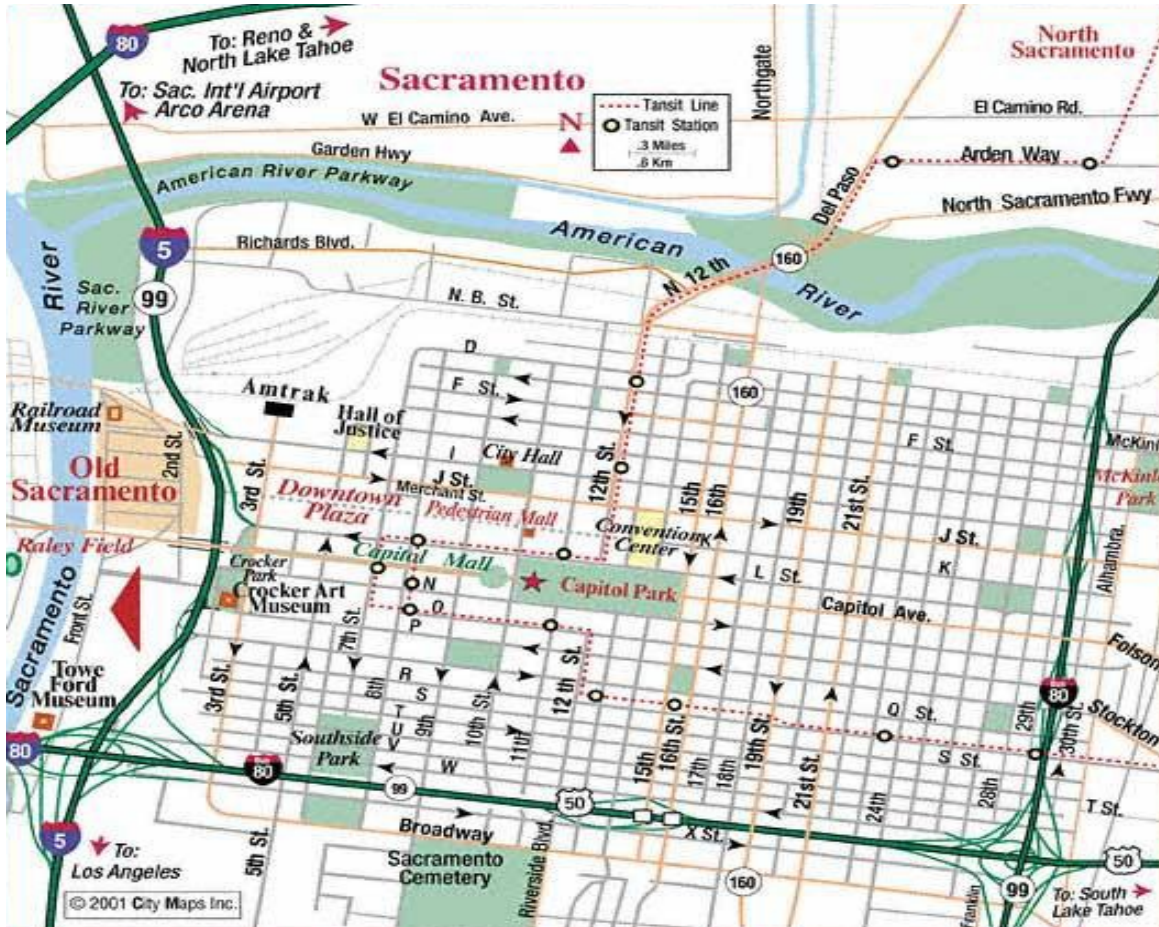 80
To: Reno &
North Lake Tahoe
To: Sac. Int'l Airport
Arco Arena
Sacramento
N
Tansit Line
Tansit Station
.3 Miles
.6 Km
Northgate
North
Sacramento
W El Camino Ave.
El Camino Rd.
Garden Hwy
American River Parkway
Arden Way
Del Paso
North Sacramento Fwy
River
5
99
Richards Blvd.
American
River
160
N 12 th
Sac.
River
Parkway
N. B. St.
D
F St.
160
Amtrak
Railroad
Museum
Hall of
Justice
2nd St.
I
City Hall
12th St.
F St.
McKinl
McKinle
Park
Old
Sacramento
3rd St.
J St.
Merchant St.
Downtown
Plaza
Pedestrian Mall
15th
16th
19th
21st St.
Convention
Center
K
J St.
K
Raley Field
O
Capital Mall
Crocker
Park
Crocker Art
Museum
N
O
P
Capitol Park
L St.
Capitol Ave.
Alhambra.
Folsom
Front St.
Sacramento
7th St.
Towe
Ford
Museum
3rd St.
5th St.
6th
R
S
T
U
V
W
9th
10th St.
11th
12 th St.
Q St.
80
29th
30th St.
Stockton
S St.
Southside
Park
15th
16th St.
17th
18th
19th St.
21st St.
24th
28th
T St.
80
80
99
50
X St.
Broadway
5
To:
Los Angeles
5th St.
Sacramento
Cemetery
Riverside Blvd.
160
Franklin
99
50
To: South
Lake Tahoe
© 2001 City Maps Inc.